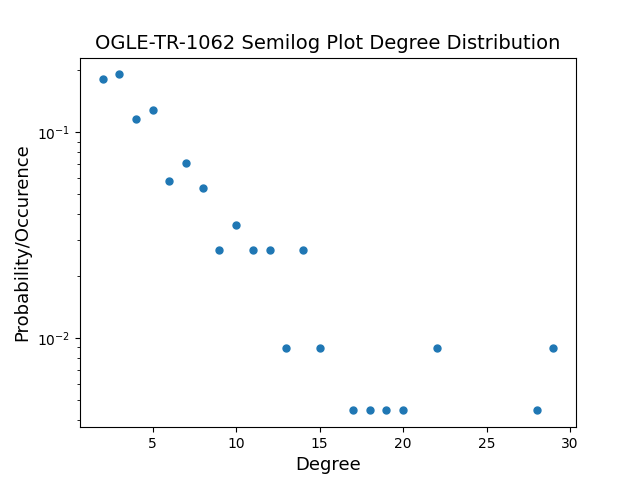 OGLE-TR-1062 Semilog Plot Degree Distribution
Probability/Occurence
10⁻¹
10⁻²
5 10 15 20 25 30
Degree